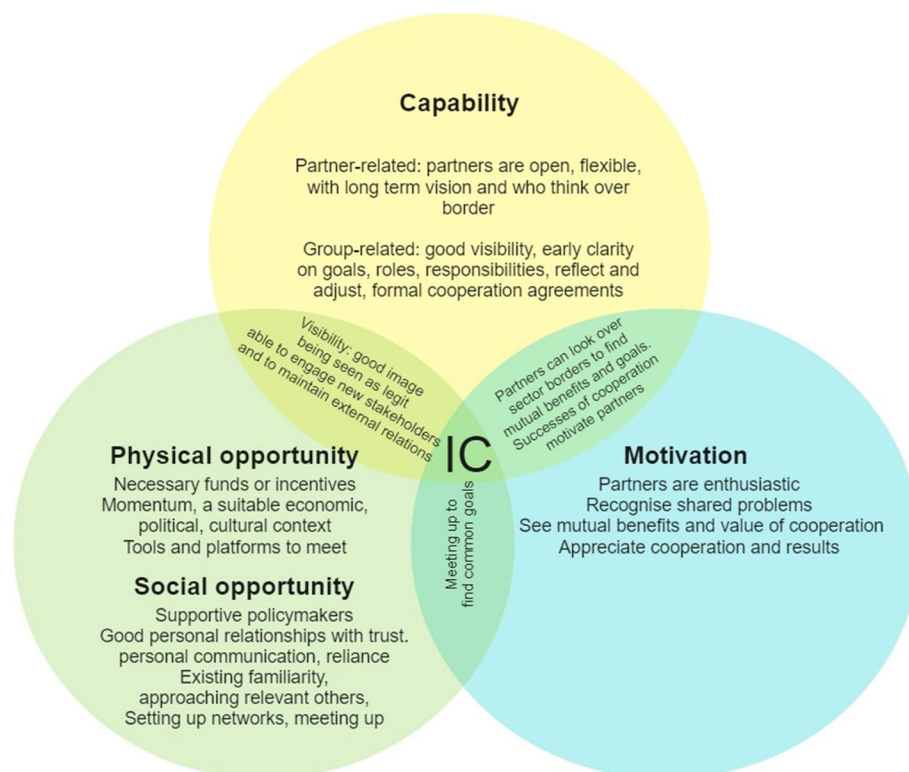 Capability
Partner-related: partners are open, flexible,
with long term vision and who think over
border
Group-related: good visibility, early clarity
on goals, roles, responsibilities, reflect and
adjust, formal cooperation agreements
Visibility: good image
being seen as legit
able to engage new stakeholders
and to maintain external relations
Partners can look over
sector borders to find
mutual benefits and goals.
Successes of cooperation
motivate partners
IC
Physical opportunity
Necessary funds or incentives
Momentum, a suitable economic,
political, cultural context
Tools and platforms to meet
Social opportunity
Supportive policymakers
Good personal relationships with trust.
personal communication, reliance
Existing familiarity,
approaching relevant others,
Setting up networks, meeting up
Meeting up to
find common goals
Motivation
Partners are enthusiastic
Recognise shared problems
See mutual benefits and value of cooperation
Appreciate cooperation and results